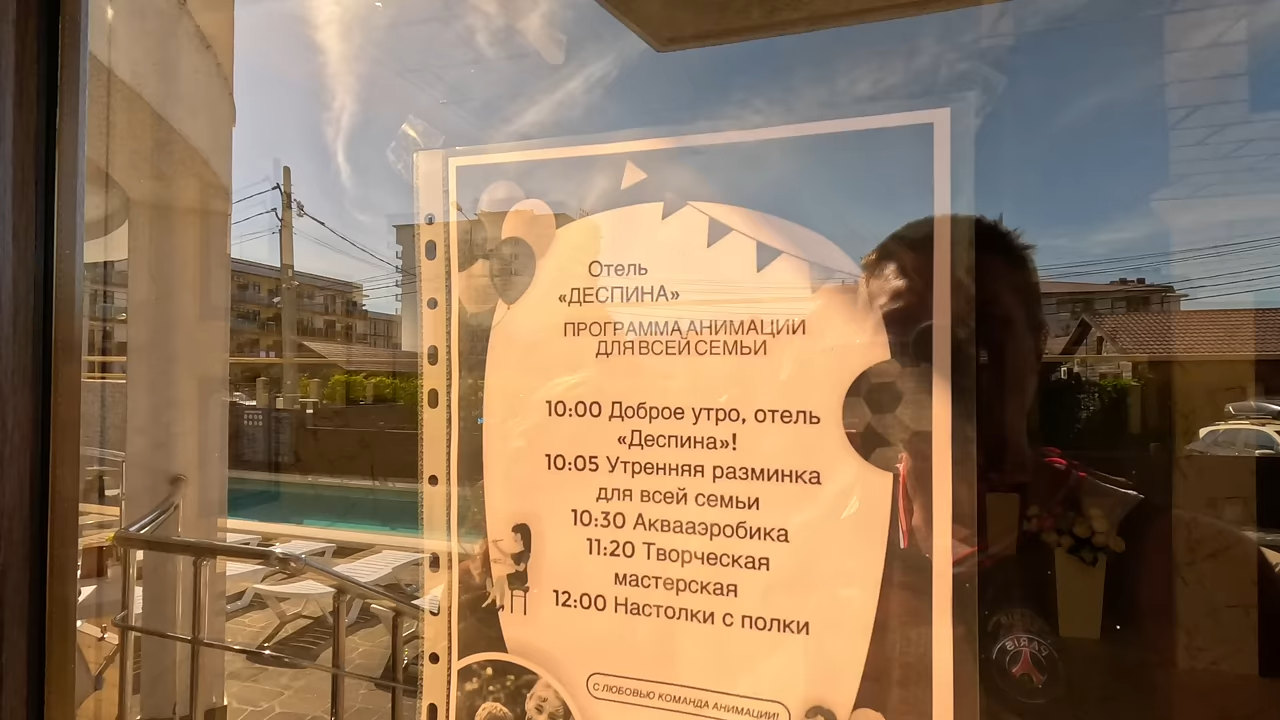 Отель
«ДЕСПИНА»
ПРОГРАММА АНИМАЦИИ
ДЛЯ ВСЕЙ СЕМЬИ
10:00 Доброе утро, отель
«Деспина»!
10:05 Утренняя разминка
для всей семьи
10:30 Аквааэробика
11:20 Творческая
мастерская
12:00 Настолки с полки
С ЛЮБОВЬЮ КОМАНДА АНИМАЦИИ!
PARIS